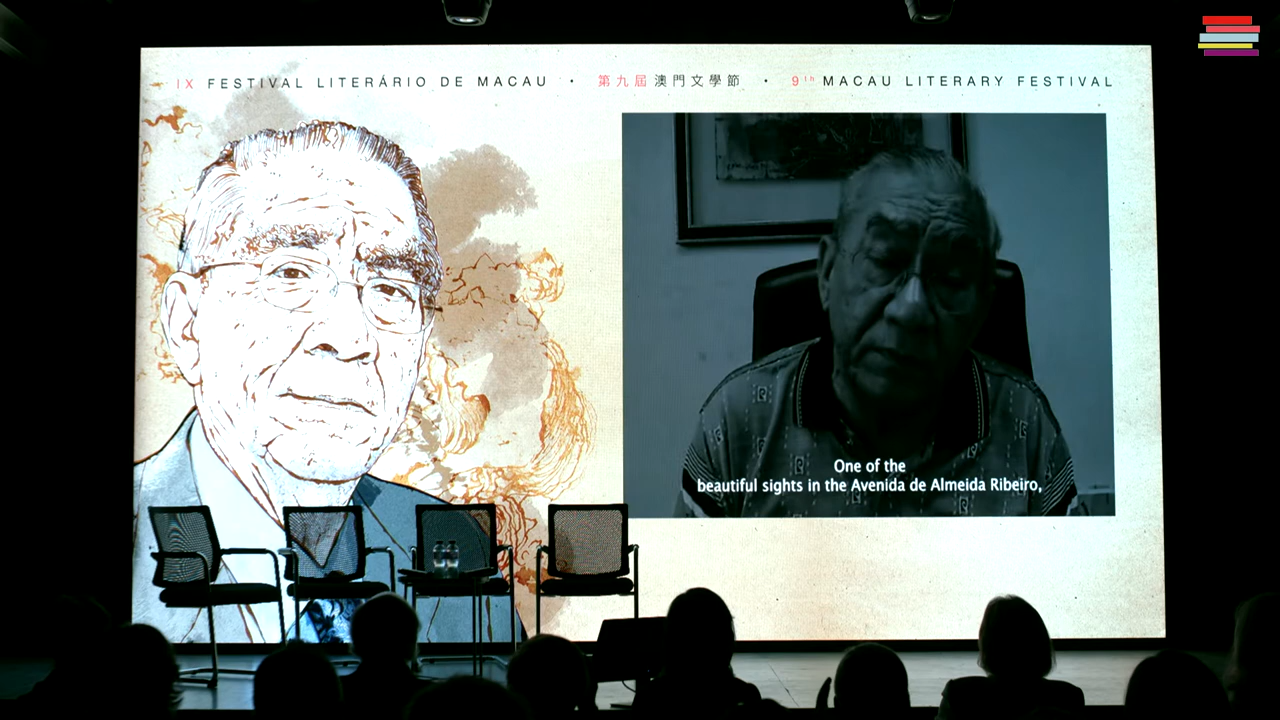 IX FESTIVAL LITERÁRIO DE MACAU • 第九屆澳門文學節 • 9th MACAU LITERARY FESTIVAL
One of the
beautiful sights in the Avenida de Almeida Ribeiro,